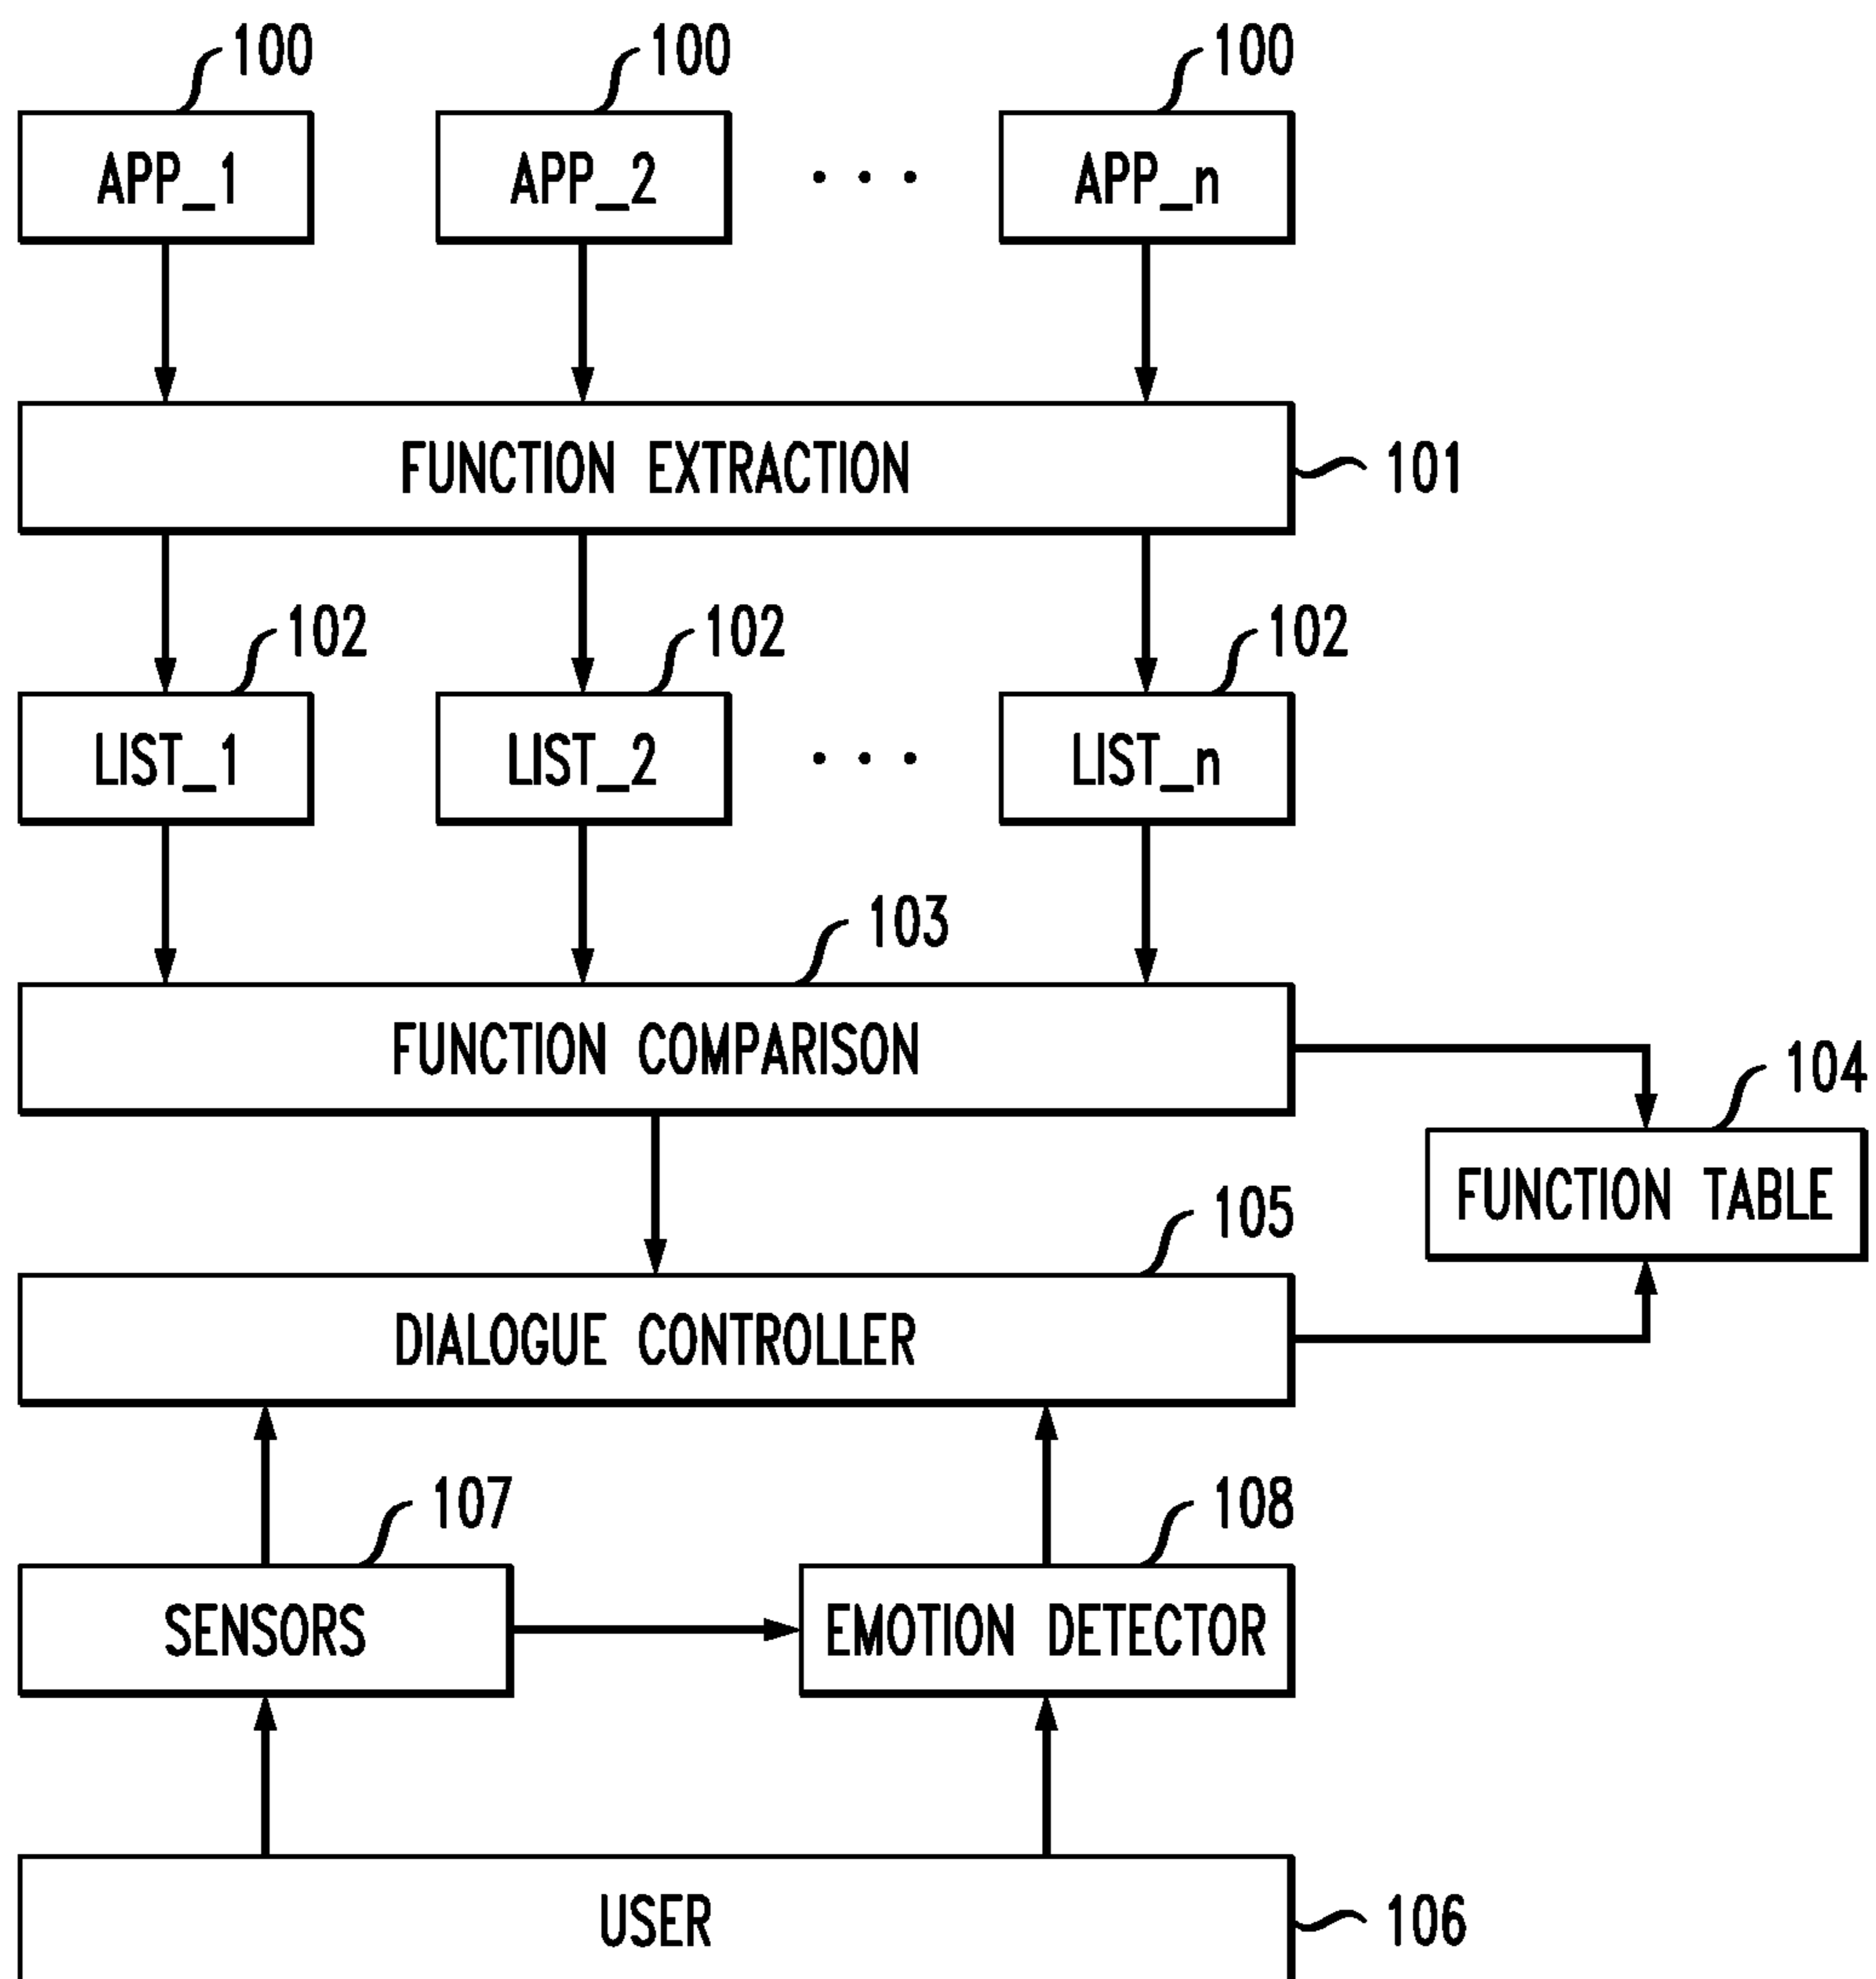 100 100 100
APP_1 APP_2 . . . APP_n
FUNCTION EXTRACTION 101
102 102 102
LIST_1 LIST_2 . . . LIST_n
103
FUNCTION COMPARISON
104
FUNCTION TABLE
105
DIALOGUE CONTROLLER
107 108
SENSORS EMOTION DETECTOR
USER 106